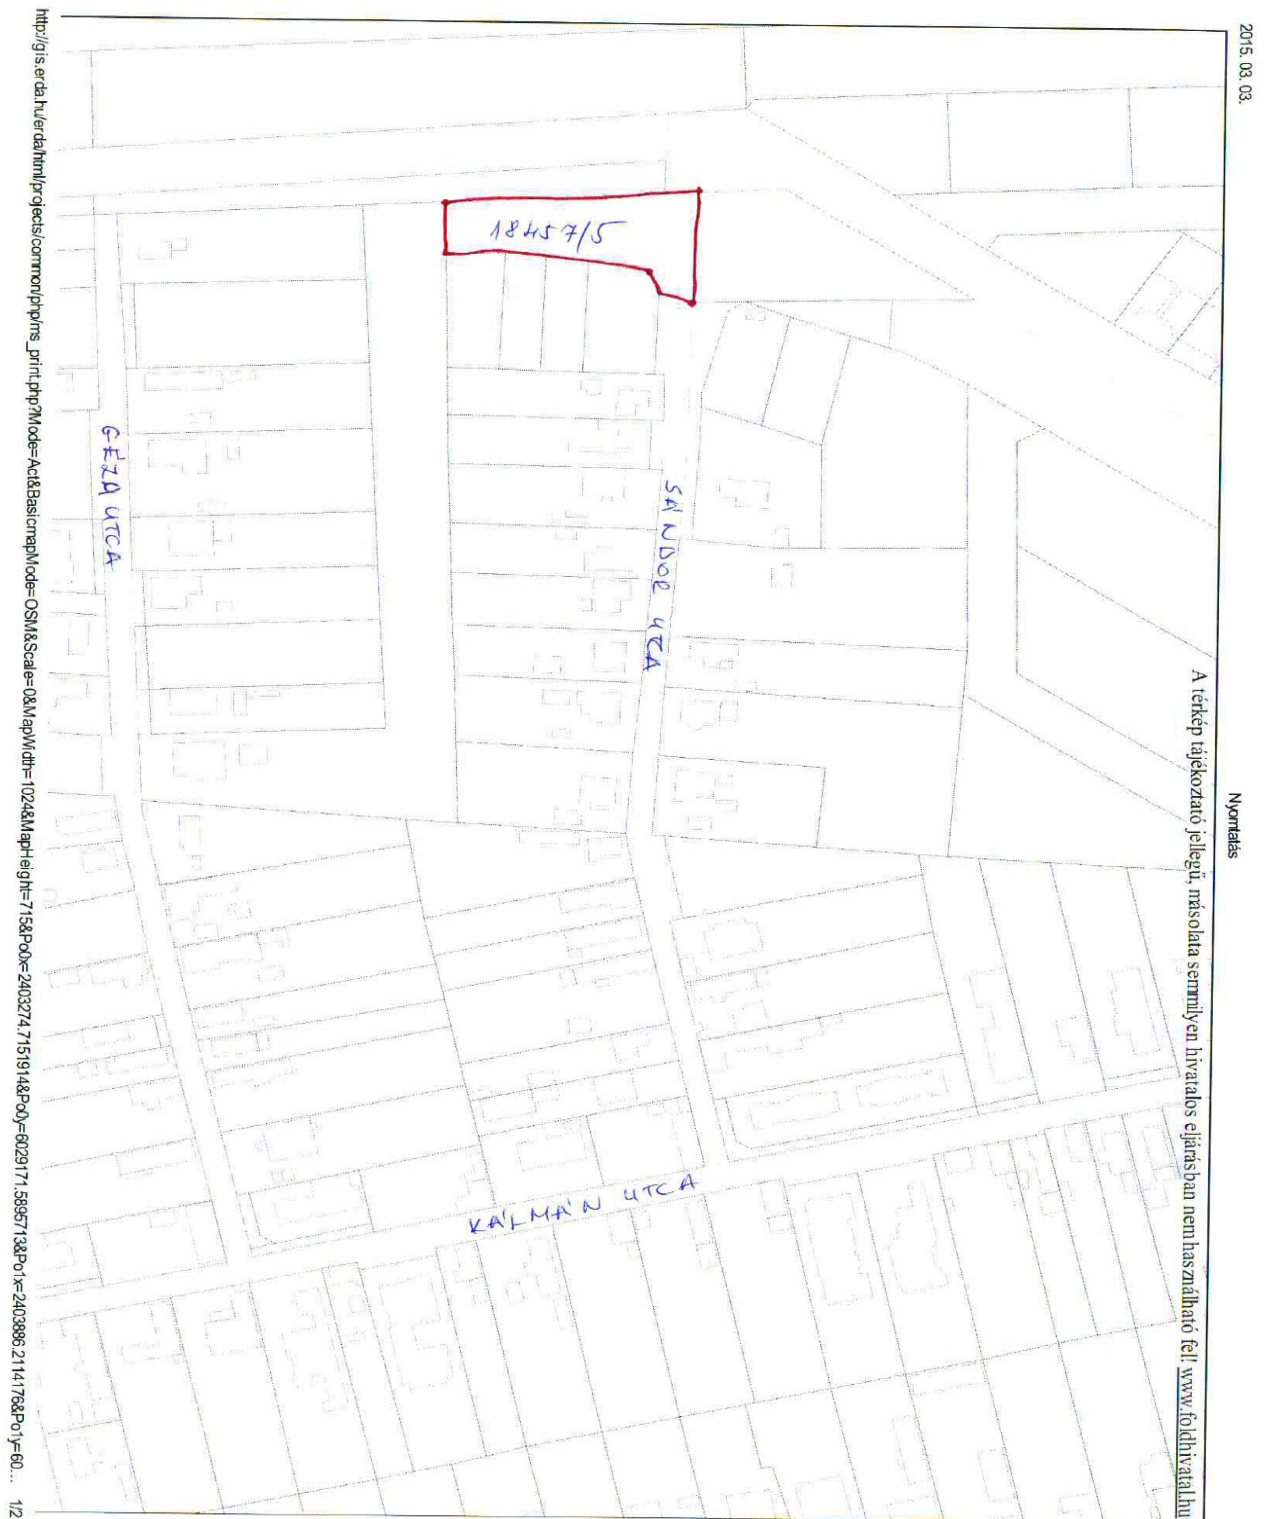 2015. 03. 03.
Nyomtatás
A térkép tájékoztató jellegű, másolata semmilyen hivatalos eljárásban nem használható fel! www.foldhivatal.hu
18457/5
SÁNDOR UTCA
GÉZA UTCA
KÁLMÁN UTCA
http://gis.erda.hu/erda/html/projects/common/php/ms_print.php?Mode=Act&BasicmapMode=OSM&Scale=0&MapWidth=1024&MapHeight=715&Po0x=2403274.7151914&Po0y=6029171.5895713&Po1x=2403886.2114176&Po1y=60... 1/2